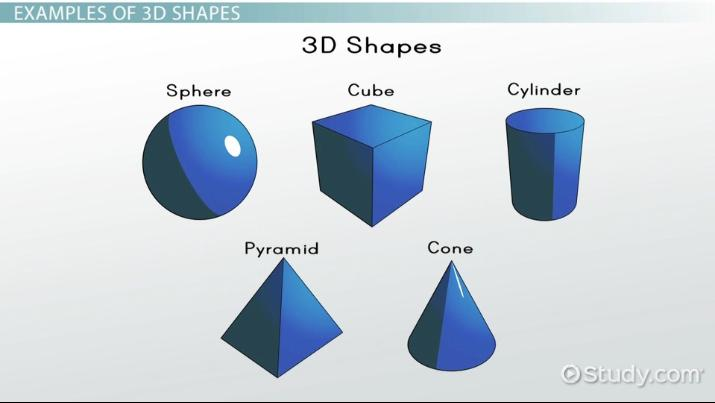 EXAMPLES OF 3D SHAPES
3D Shapes
Sphere
Cube
Cylinder
Pyramid
Cone
Study.com